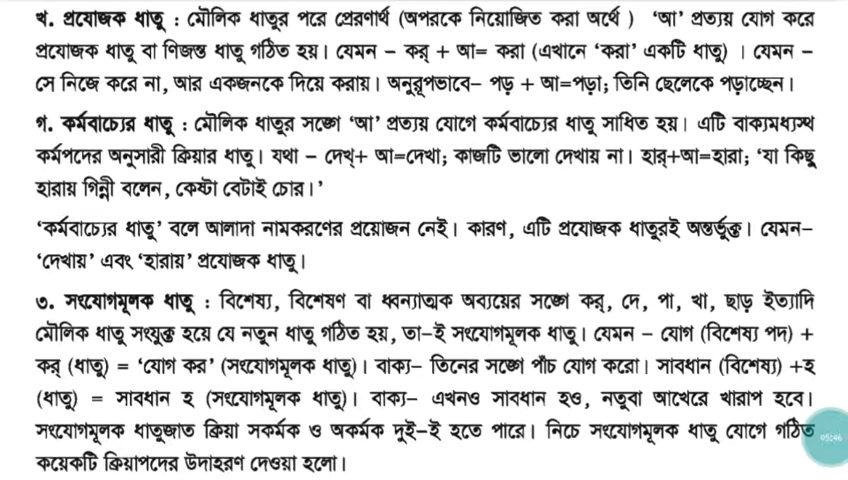 খ. প্রযোজক ধাতু : মৌলিক ধাতুর পরে প্রেরণার্থ (অপরকে নিয়োজিত করা অর্থে ) ‘আ’ প্রত্যয় যোগ করে
প্রযোজক ধাতু বা ণিজন্ত ধাতু গঠিত হয়। যেমন – কর্ + আ= করা (এখানে ‘করা’ একটি ধাতু) । যেমন –
সে নিজে করে না, আর একজনকে দিয়ে করায়। অনুরূপভাবে– পড়্ + আ=পড়া; তিনি ছেলেকে পড়াচ্ছেন।
গ. কর্মবাচ্যের ধাতু : মৌলিক ধাতুর সঙ্গে ‘আ’ প্রত্যয় যোগে কর্মবাচ্যের ধাতু সাধিত হয়। এটি বাক্যমধ্যস্থ
কর্মপদের অনুসারী ক্রিয়ার ধাতু। যথা – দেখ্+ আ=দেখা; কাজটি ভালো দেখায় না। হার্+আ=হারা; ‘যা কিছু
হারায় গিন্নী বলেন, কেষ্টা বেটাই চোর।’
‘কর্মবাচ্যের ধাতু’ বলে আলাদা নামকরণের প্রয়োজন নেই। কারণ, এটি প্রযোজক ধাতুরই অন্তর্ভুক্ত। যেমন–
‘দেখায়’ এবং ‘হারায়’ প্রযোজক ধাতু।
৩. সংযোগমূলক ধাতু : বিশেষ্য, বিশেষণ বা ধ্বন্যাত্মক অব্যয়ের সঙ্গে কর্, দে, পা, খা, ছাড় ইত্যাদি
মৌলিক ধাতু সংযুক্ত হয়ে যে নতুন ধাতু গঠিত হয়, তা-ই সংযোগমূলক ধাতু। যেমন – যোগ (বিশেষ্য পদ) +
কর্ (ধাতু) = ‘যোগ কর’ (সংযোগমূলক ধাতু)। বাক্য– তিনের সঙ্গে পাঁচ যোগ করো। সাবধান (বিশেষ্য) +হ
(ধাতু) = সাবধান হ (সংযোগমূলক ধাতু)। বাক্য– এখনও সাবধান হও, নতুবা আখেরে খারাপ হবে।
সংযোগমূলক ধাতুজাত ক্রিয়া সকর্মক ও অকর্মক দুই-ই হতে পারে। নিচে সংযোগমূলক ধাতু যোগে গঠিত
কয়েকটি ক্রিয়াপদের উদাহরণ দেওয়া হলো।
05:46